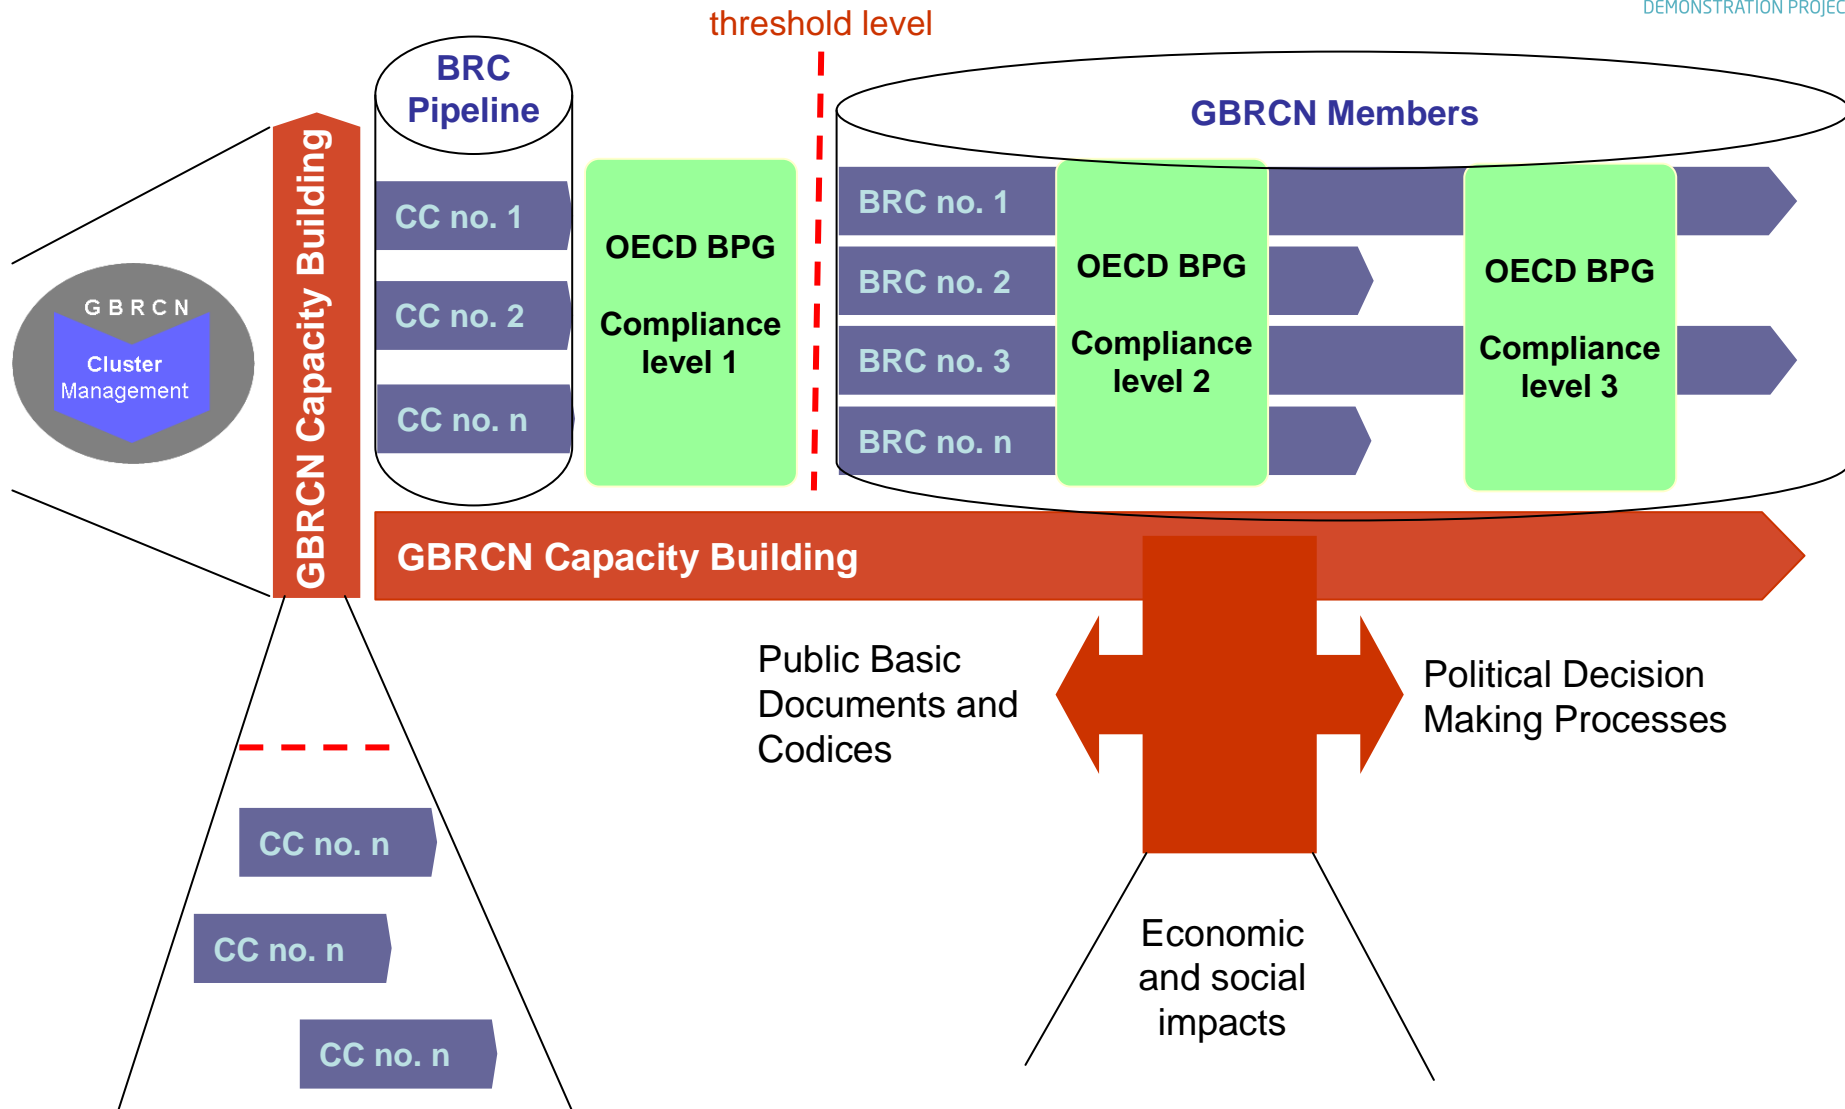 DEMONSTRATION PROJEC
threshold level
BRC
Pipeline
GBRCN Members
GBRCN Capacity Building
CC no. 1
CC no. 2
CC no. n
OECD BPG
Compliance
level 1
BRC no. 1
BRC no. 2
BRC no. 3
BRC no. n
OECD BPG
Compliance
level 2
OECD BPG
Compliance
level 3
G B R C N
Cluster
Management
GBRCN Capacity Building
Public Basic
Documents and
Codices
Political Decision
Making Processes
CC no. n
CC no. n
CC no. n
Economic
and social
impacts